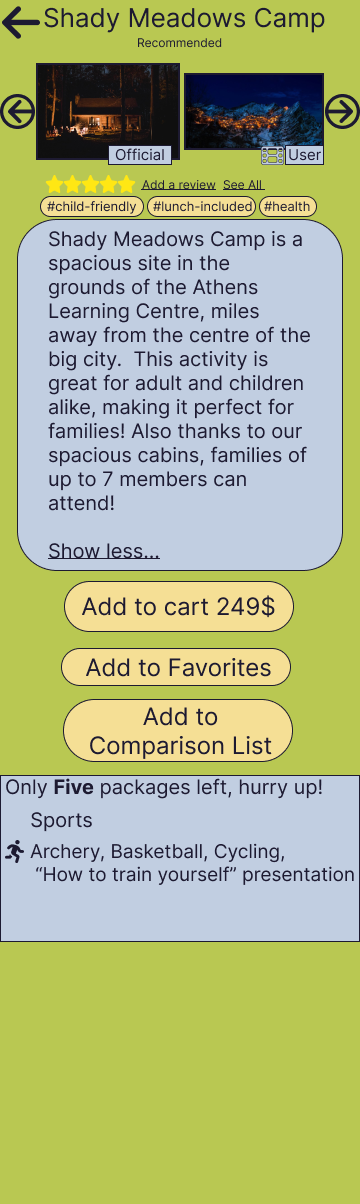 Shady Meadows Camp
Recommended
Official
User
Add a review See All
#child-friendly #lunch-included #health
Shady Meadows Camp is a
spacious site in the
grounds of the Athens
Learning Centre, miles
away from the centre of the
big city.  This activity is
great for adult and children
alike, making it perfect for
families! Also thanks to our
spacious cabins, families of
up to 7 members can
attend!
Show less...
Add to cart 249$
Add to Favorites
Add to
Comparison List
Only Five packages left, hurry up!
Sports
Archery, Basketball, Cycling,
“How to train yourself” presentation